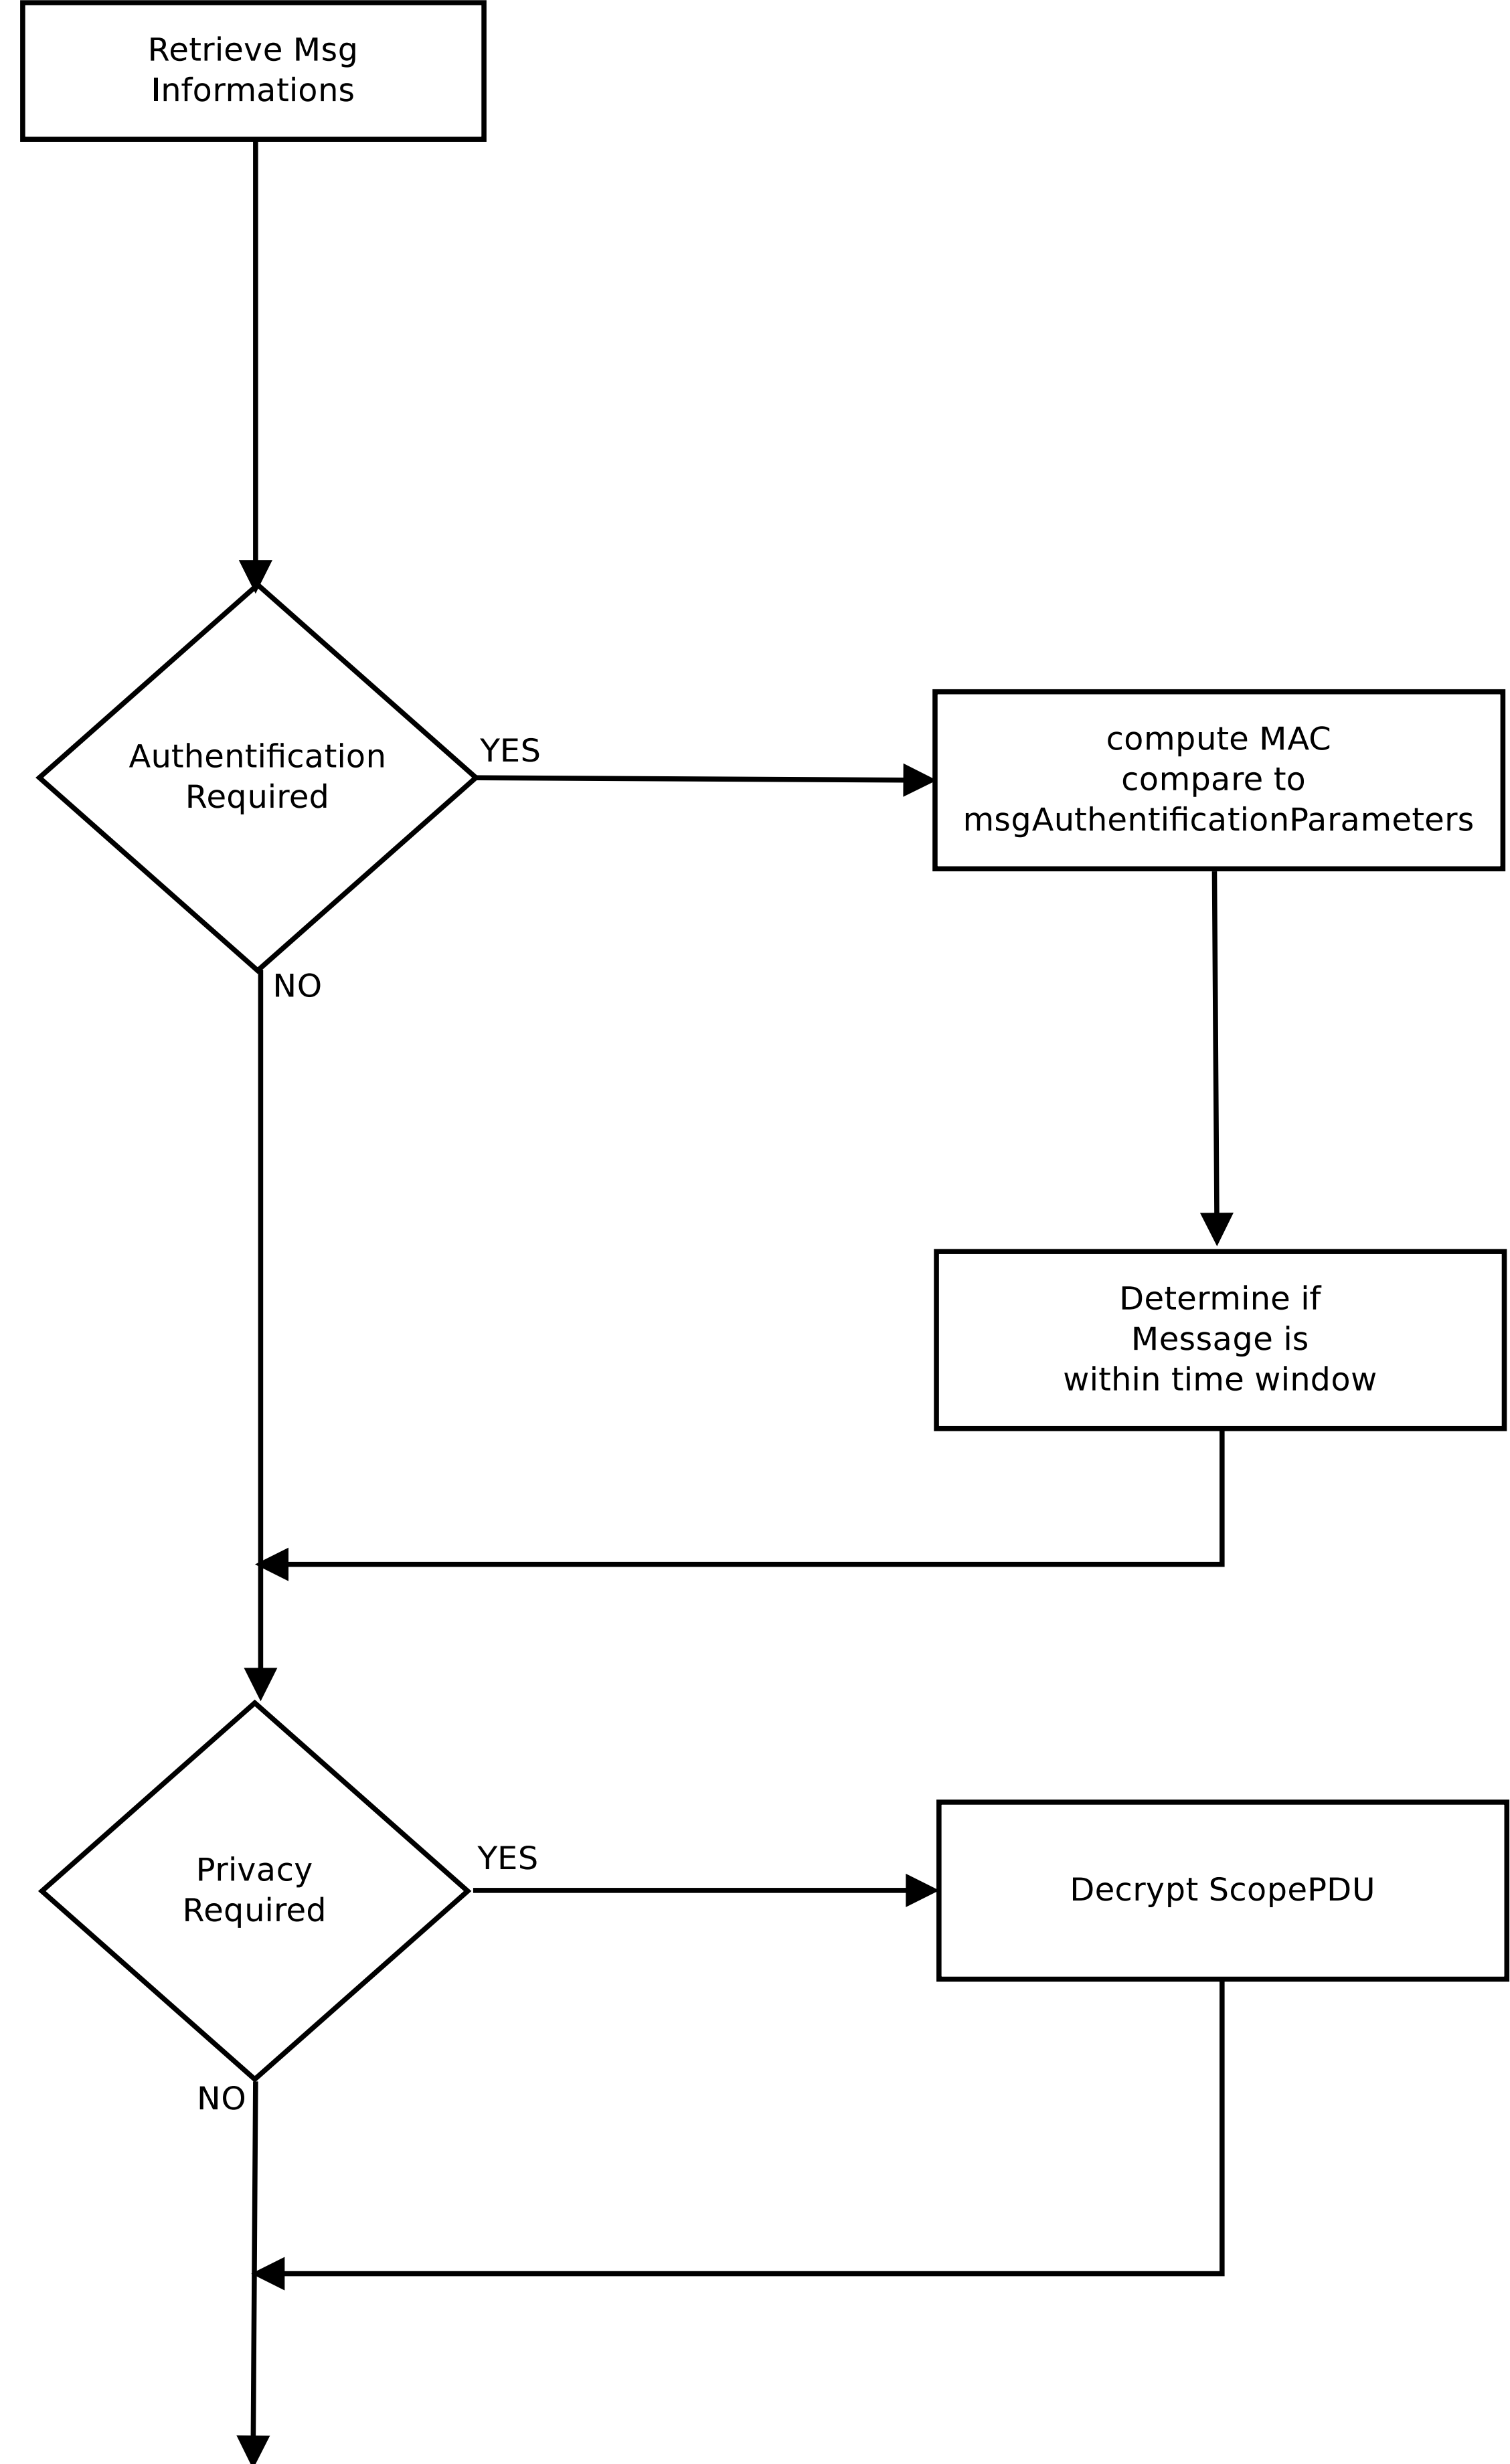 Retrieve Msg
Informations
Authentification
Required
YES
compute MAC
compare to
msgAuthentificationParameters
NO
Determine if
Message is
within time window
Privacy
Required
YES
Decrypt ScopePDU
NO